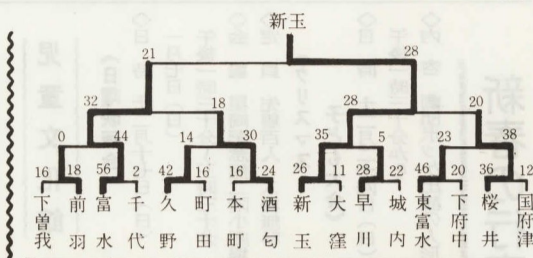 新玉
21 28
32 18 28 20
0 44 14 30 35 5 23 38
16 18 56 2 42 16 16 24 26 11 28 22 46 20 36 12
下曽我
前羽
富水
千代
久野
町田
本町
酒匂
新玉
大窪
早川
城内
東富水
下府中
桜井
国府津